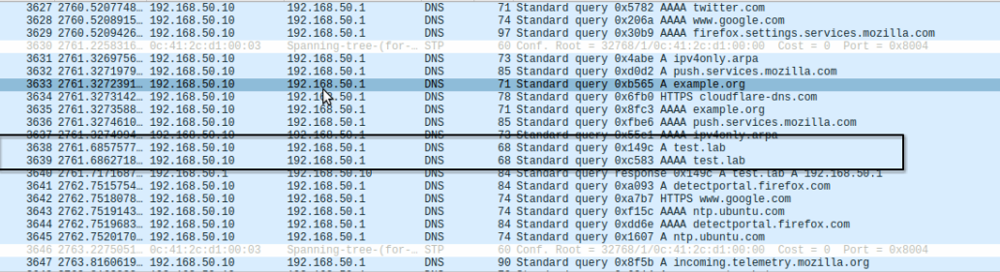 3627 2760.5207748… 192.168.50.10 192.168.50.1 DNS 71 Standard query 0x5782 AAAA twitter.com
3628 2760.5208915… 192.168.50.10 192.168.50.1 DNS 74 Standard query 0x206a AAAA www.google.com
3629 2760.5209426… 192.168.50.10 192.168.50.1 DNS 97 Standard query 0x30b9 AAAA firefox.settings.services.mozilla.com
3630 2761.2258316… 0c:41:2c:d1:00:03 Spanning-tree-(for-… STP 60 Conf. Root = 32768/1/0c:41:2c:d1:00:00 Cost = 0 Port = 0x8004
3631 2761.3269756… 192.168.50.10 192.168.50.1 DNS 73 Standard query 0x4abe A ipv4only.arpa
3632 2761.3271979… 192.168.50.10 192.168.50.1 DNS 85 Standard query 0xd0d2 A push.services.mozilla.com
3633 2761.3272391… 192.168.50.10 192.168.50.1 DNS 71 Standard query 0xb565 A example.org
3634 2761.3273142… 192.168.50.10 192.168.50.1 DNS 78 Standard query 0x6fb0 HTTPS cloudflare-dns.com
3635 2761.3273588… 192.168.50.10 192.168.50.1 DNS 71 Standard query 0x8fc3 AAAA example.org
3636 2761.3274610… 192.168.50.10 192.168.50.1 DNS 85 Standard query 0xfbe6 AAAA push.services.mozilla.com
3637 2761.3274994… 192.168.50.10 192.168.50.1 DNS 73 Standard query AAAA ipv4only.arpa
3638 2761.6857577… 192.168.50.10 192.168.50.1 DNS 68 Standard query 0x149c A test.lab
3639 2761.6862718… 192.168.50.10 192.168.50.1 DNS 68 Standard query 0xc583 AAAA test.lab
3640 2761.7171687… 192.168.50.1 192.168.50.10 DNS 84 Standard query response 0x149c A test.lab A 192.168.50.1
3641 2762.7515754… 192.168.50.10 192.168.50.1 DNS 84 Standard query 0xa093 A detectportal.firefox.com
3642 2762.7518078… 192.168.50.10 192.168.50.1 DNS 74 Standard query 0xa7b7 HTTPS www.google.com
3643 2762.7519143… 192.168.50.10 192.168.50.1 DNS 74 Standard query 0xf15c AAAA ntp.ubuntu.com
3644 2762.7519683… 192.168.50.10 192.168.50.1 DNS 84 Standard query 0xdd6e AAAA detectportal.firefox.com
3645 2762.7520170… 192.168.50.10 192.168.50.1 DNS 74 Standard query 0x1607 A ntp.ubuntu.com
3646 2763.2275051… 0c:41:2c:d1:00:03 Spanning-tree-(for-… STP 60 Conf. Root = 32768/1/0c:41:2c:d1:00:00 Cost = 0 Port = 0x8004
3647 2763.8160619… 192.168.50.10 192.168.50.1 DNS 90 Standard query 0x8f5b A incoming.telemetry.mozilla.org